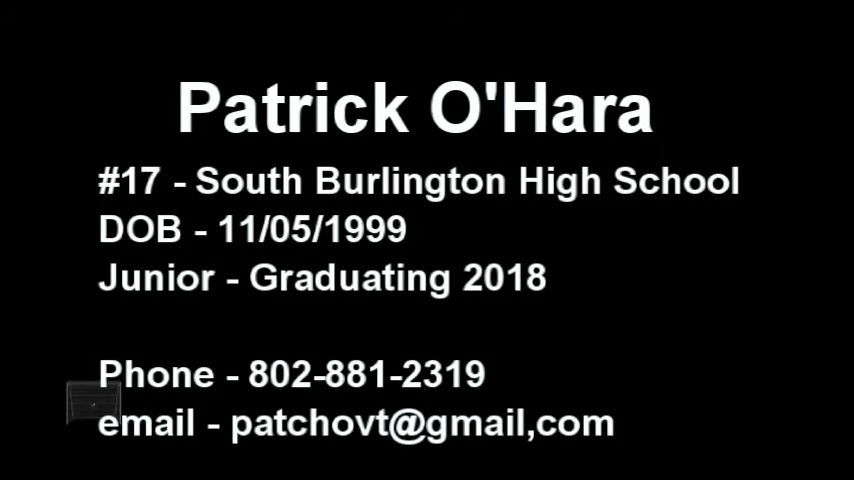 Patrick O'Hara
#17 - South Burlington High School
DOB - 11/05/1999
Junior - Graduating 2018
Phone - 802-881-2319
email - patchovt@gmail,com